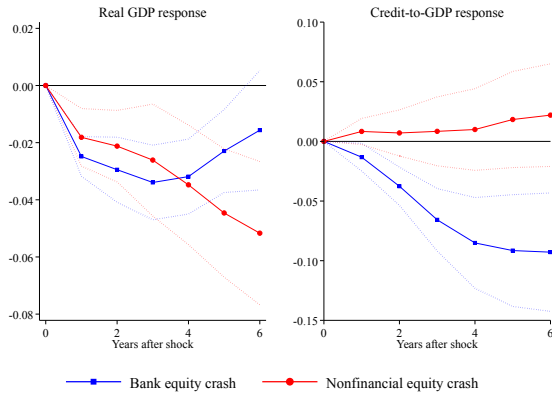 Real GDP response
0.02
0.00
-0.02
-0.04
-0.06
-0.08
0 2 4 6
Years after shock
Credit-to-GDP response
0.10
0.05
0.00
-0.05
-0.10
-0.15
0 2 4 6
Years after shock
Bank equity crash
Nonfinancial equity crash